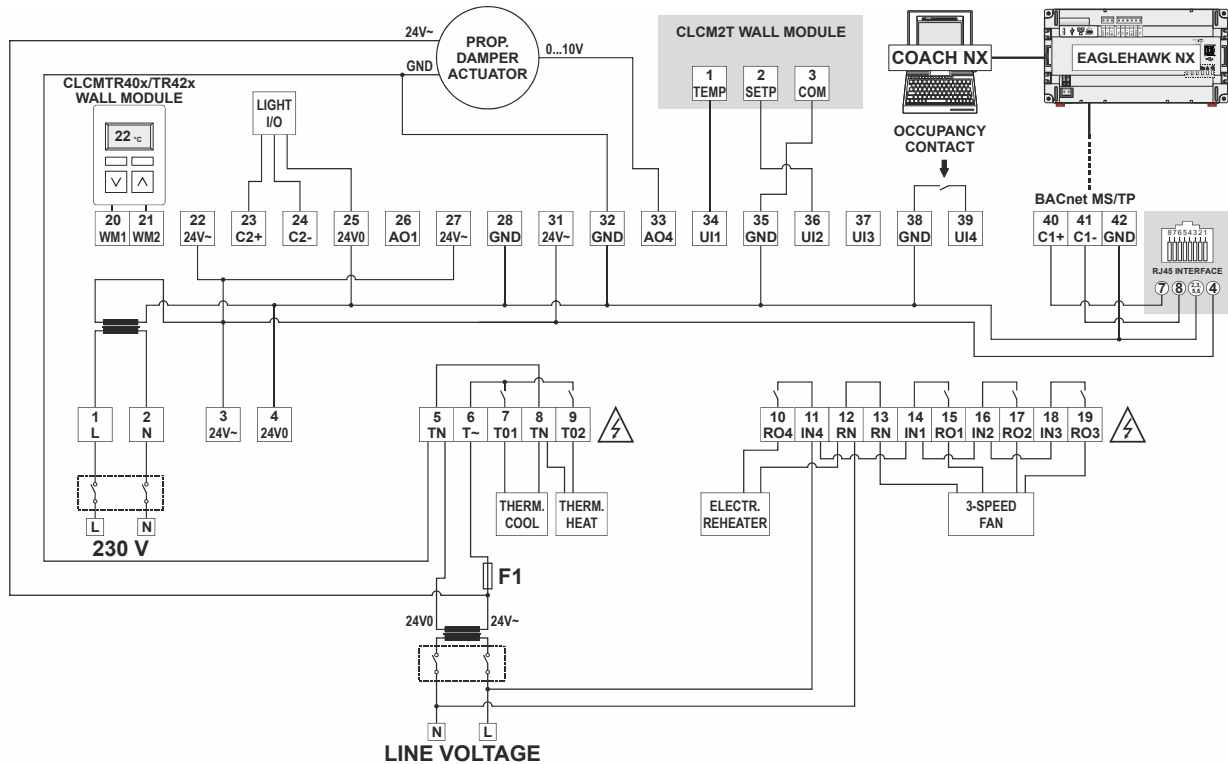 24V~
GND
PROP.
DAMPER
ACTUATOR
0...10V
CLCM2T WALL MODULE
1 2 3
TEMP SETP COM
COACH NX
EAGLEHAWK NX
CLCMTR40x/TR42x
WALL MODULE
22 °C
LIGHT
I/O
OCCUPANCY
CONTACT
BACnet MS/TP
20 21 22 23 24 25 26 27 28 31 32 33 34 35 36 37 38 39 40 41 42
WM1 WM2 24V~ C2+ C2- 24V0 AO1 24V~ GND 24V~ GND AO4 UI1 GND UI2 UI3 GND UI4 C1+ C1- GND
87654321
RJ45 INTERFACE
7 8 2,3 5,6 4
1 2 3 4
L N 24V~ 24V0
5 6 7 8 9
TN T~ T01 TN T02
10 11 12 13 14 15 16 17 18 19
RO4 IN4 RN RN IN1 RO1 IN2 RO2 IN3 RO3
THERM.
COOL
THERM.
HEAT
ELECTR.
REHEATER
3-SPEED
FAN
L N
230 V
F1
24V0 24V~
N L
LINE VOLTAGE